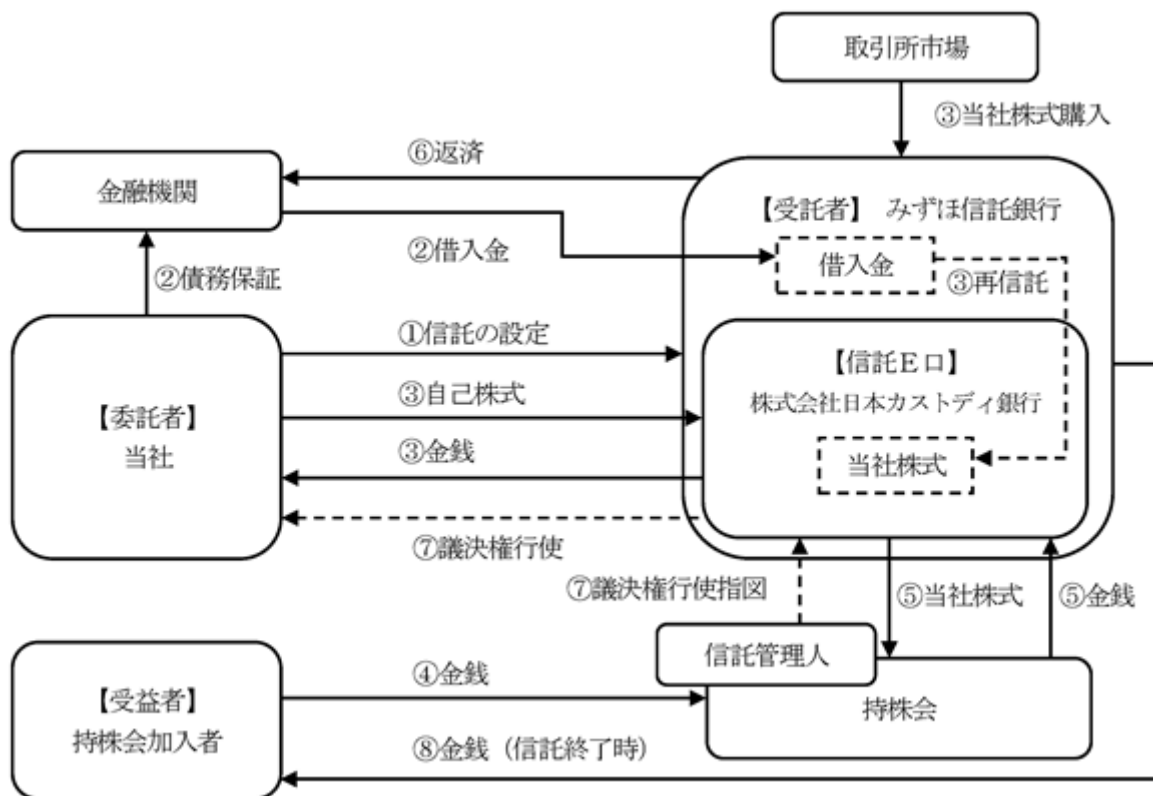 取引所市場
③当社株式購入
⑥返済
金融機関
【受託者】 みずほ信託銀行
②借入金
借入金
②債務保証
③再信託
①信託の設定
【信託E口】
③自己株式
株式会社日本カストディ銀行
【委託者】
当社
③金銭
当社株式
⑦議決権行使
⑦議決権行使指図
⑤当社株式
⑤金銭
信託管理人
④金銭
持株会
【受益者】
持株会加入者
⑧金銭（信託終了時）